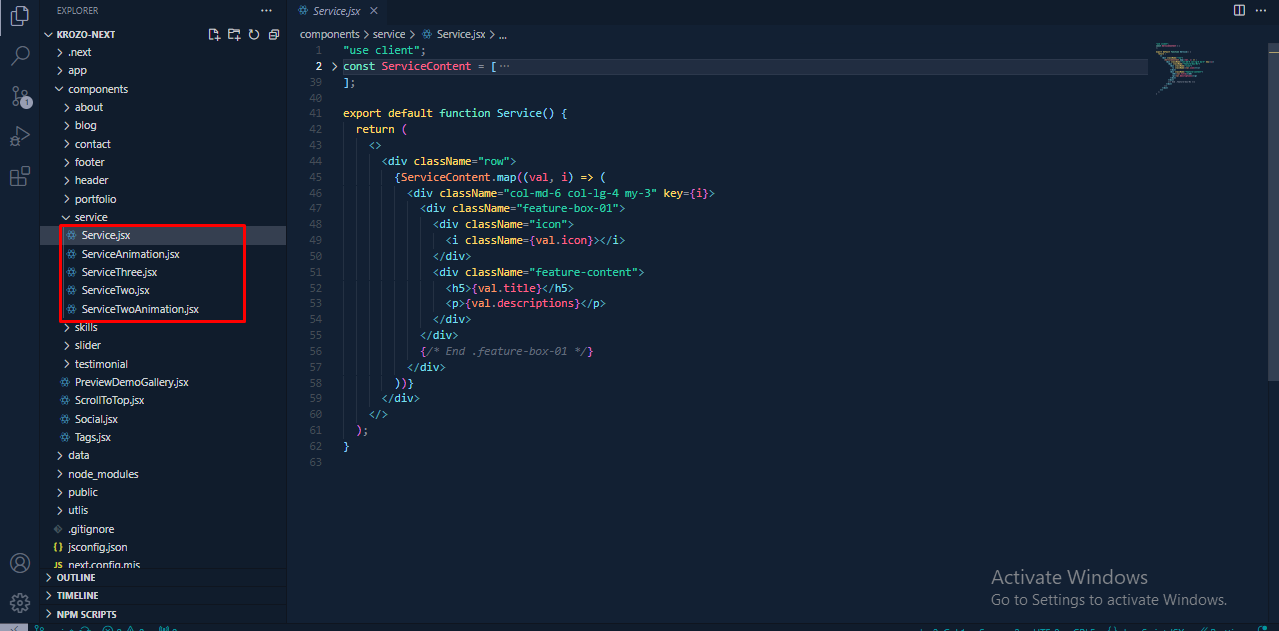 EXPLORER
KROZO-NEXT
.next
app
components
about
blog
contact
footer
header
portfolio
service
Service.jsx
ServiceAnimation.jsx
ServiceThree.jsx
ServiceTwo.jsx
ServiceTwoAnimation.jsx
skills
slider
testimonial
PreviewDemoGallery.jsx
ScrollToTop.jsx
Social.jsx
Tags.jsx
data
node_modules
public
utlis
.gitignore
{} jsconfig.json
JS next.config.mjs
OUTLINE
TIMELINE
NPM SCRIPTS
1
Service.jsx
components > service > Service.jsx > ...
1 "use client";
2 const ServiceContent = [ ...
39 ];
40
41 export default function Service() {
42 return (
43 <>
44 <div className="row">
45 {ServiceContent.map((val, i) => (
46 <div className="col-md-6 col-lg-4 my-3" key={i}>
47 <div className="feature-box-01">
48 <div className="icon">
49 <i className={val.icon}></i>
50 </div>
51 <div className="feature-content">
52 <h5>{val.title}</h5>
53 <p>{val.descriptions}</p>
54 </div>
55 </div>
56 {/* End .feature-box-01 */}
57 </div>
58 ))}
59 </div>
60 </>
61 );
62 }
63
Activate Windows
Go to Settings to activate Windows.